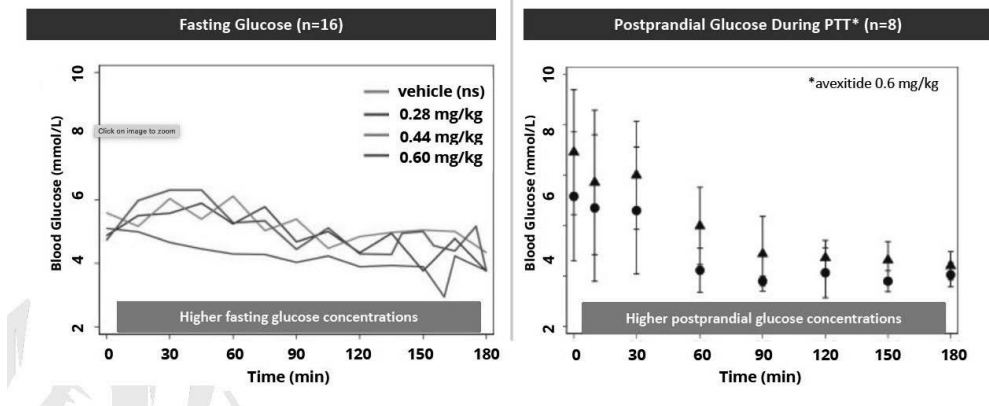 Fasting Glucose (n=16)
Blood Glucose (mmol/L)
10
8
6
4
2
Click on image to zoom
vehicle (ns)
0.28 mg/kg
0.44 mg/kg
0.60 mg/kg
Higher fasting glucose concentrations
0 30 60 90 120 150 180
Time (min)
Postprandial Glucose During PTT* (n=8)
Blood Glucose (mmol/L)
10
8
6
4
2
*avexitide 0.6 mg/kg
Higher postprandial glucose concentrations
0 30 60 90 120 150 180
Time (min)